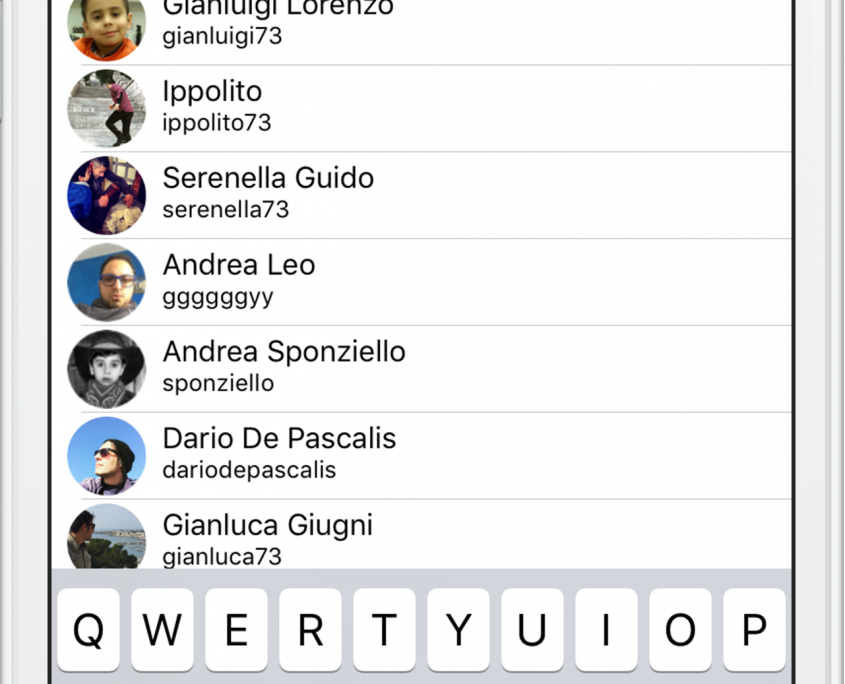 Gianluigi Lorenzo
gianluigi73
Ippolito
ippolito73
Serenella Guido
serenella73
Andrea Leo
ggggggyy
Andrea Sponziello
sponziello
Dario De Pascalis
dariodepascalis
Gianluca Giugni
gianluca73
Q W E R T Y U I O P